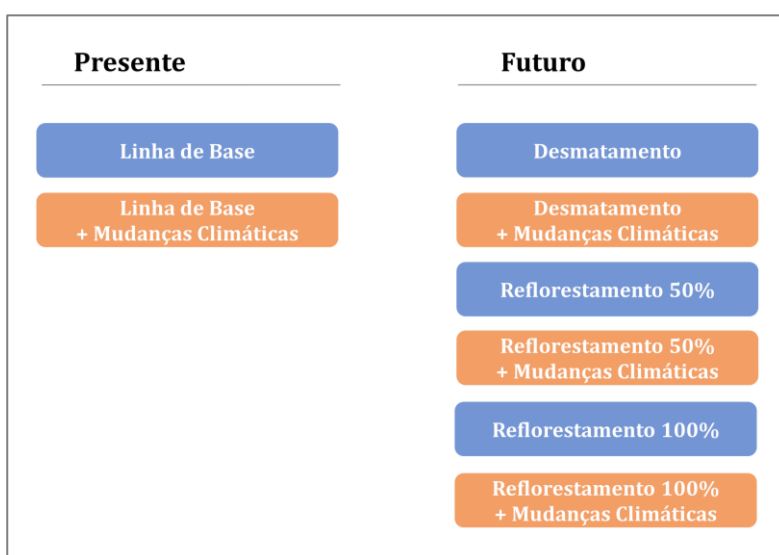 Presente
Linha de Base
Linha de Base
+ Mudanças Climáticas
Futuro
Desmatamento
Desmatamento
+ Mudanças Climáticas
Reflorestamento 50%
Reflorestamento 50%
+ Mudanças Climáticas
Reflorestamento 100%
Reflorestamento 100%
+ Mudanças Climáticas